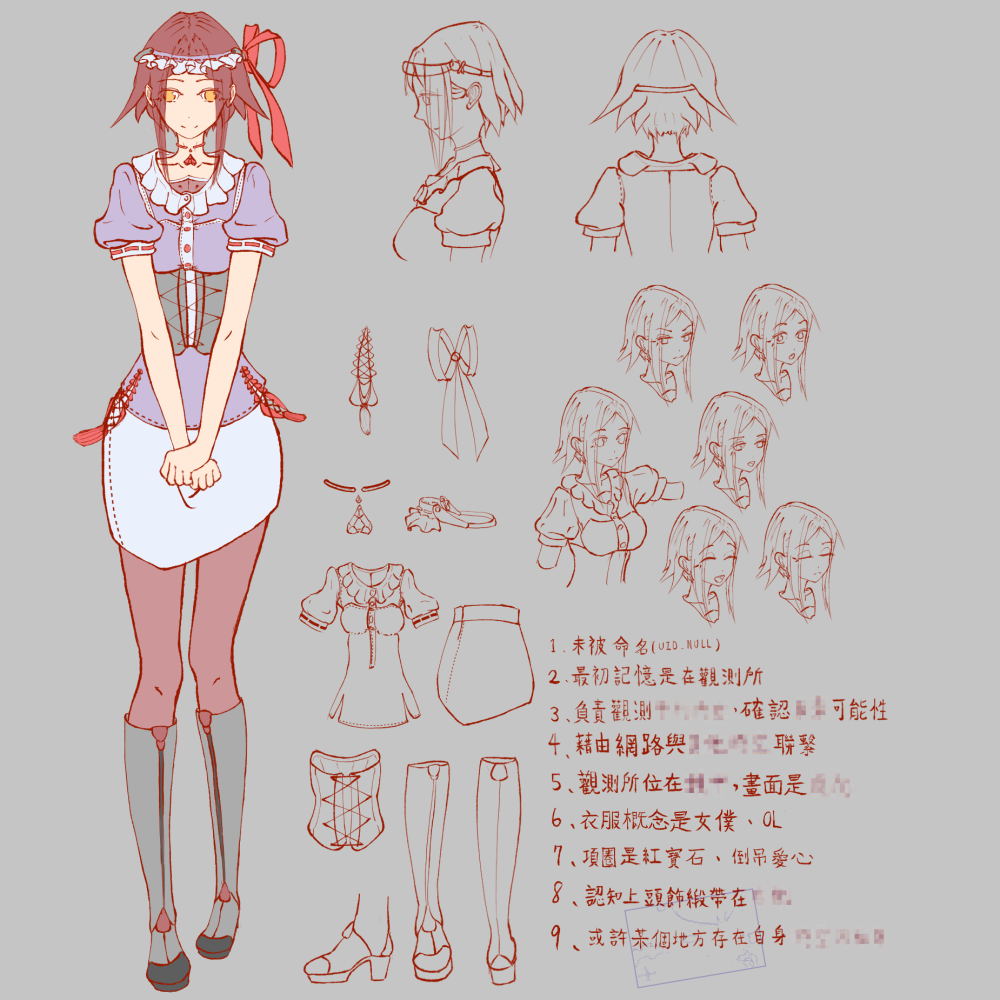 1. 未被命名(UZD_NULL)
2. 最初記憶是在觀測所
3、負責觀測，確認可能性
4、藉由網路與聯繫
5、觀測所位在，畫面是
6、衣服概念是女僕、OL
7、項圈是紅寶石、倒吊愛心
8、認知上頭飾緞帶在
9、或許某個地方存在自身